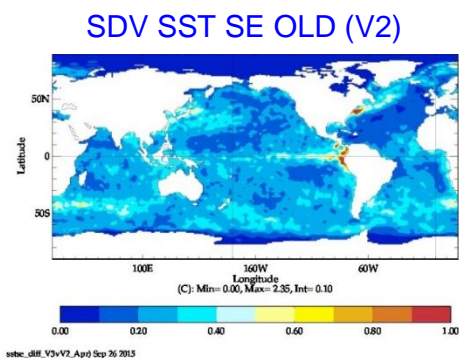 SDV SST SE OLD (V2)
50N
0
50S
Latitude
100E 160W 60W
Longitude
(C): Min= 0.00, Max= 2.35, Int= 0.10
0.00 0.20 0.40 0.60 0.80 1.00
sstse_diff_V3vV2_Apr) Sep 26 2013